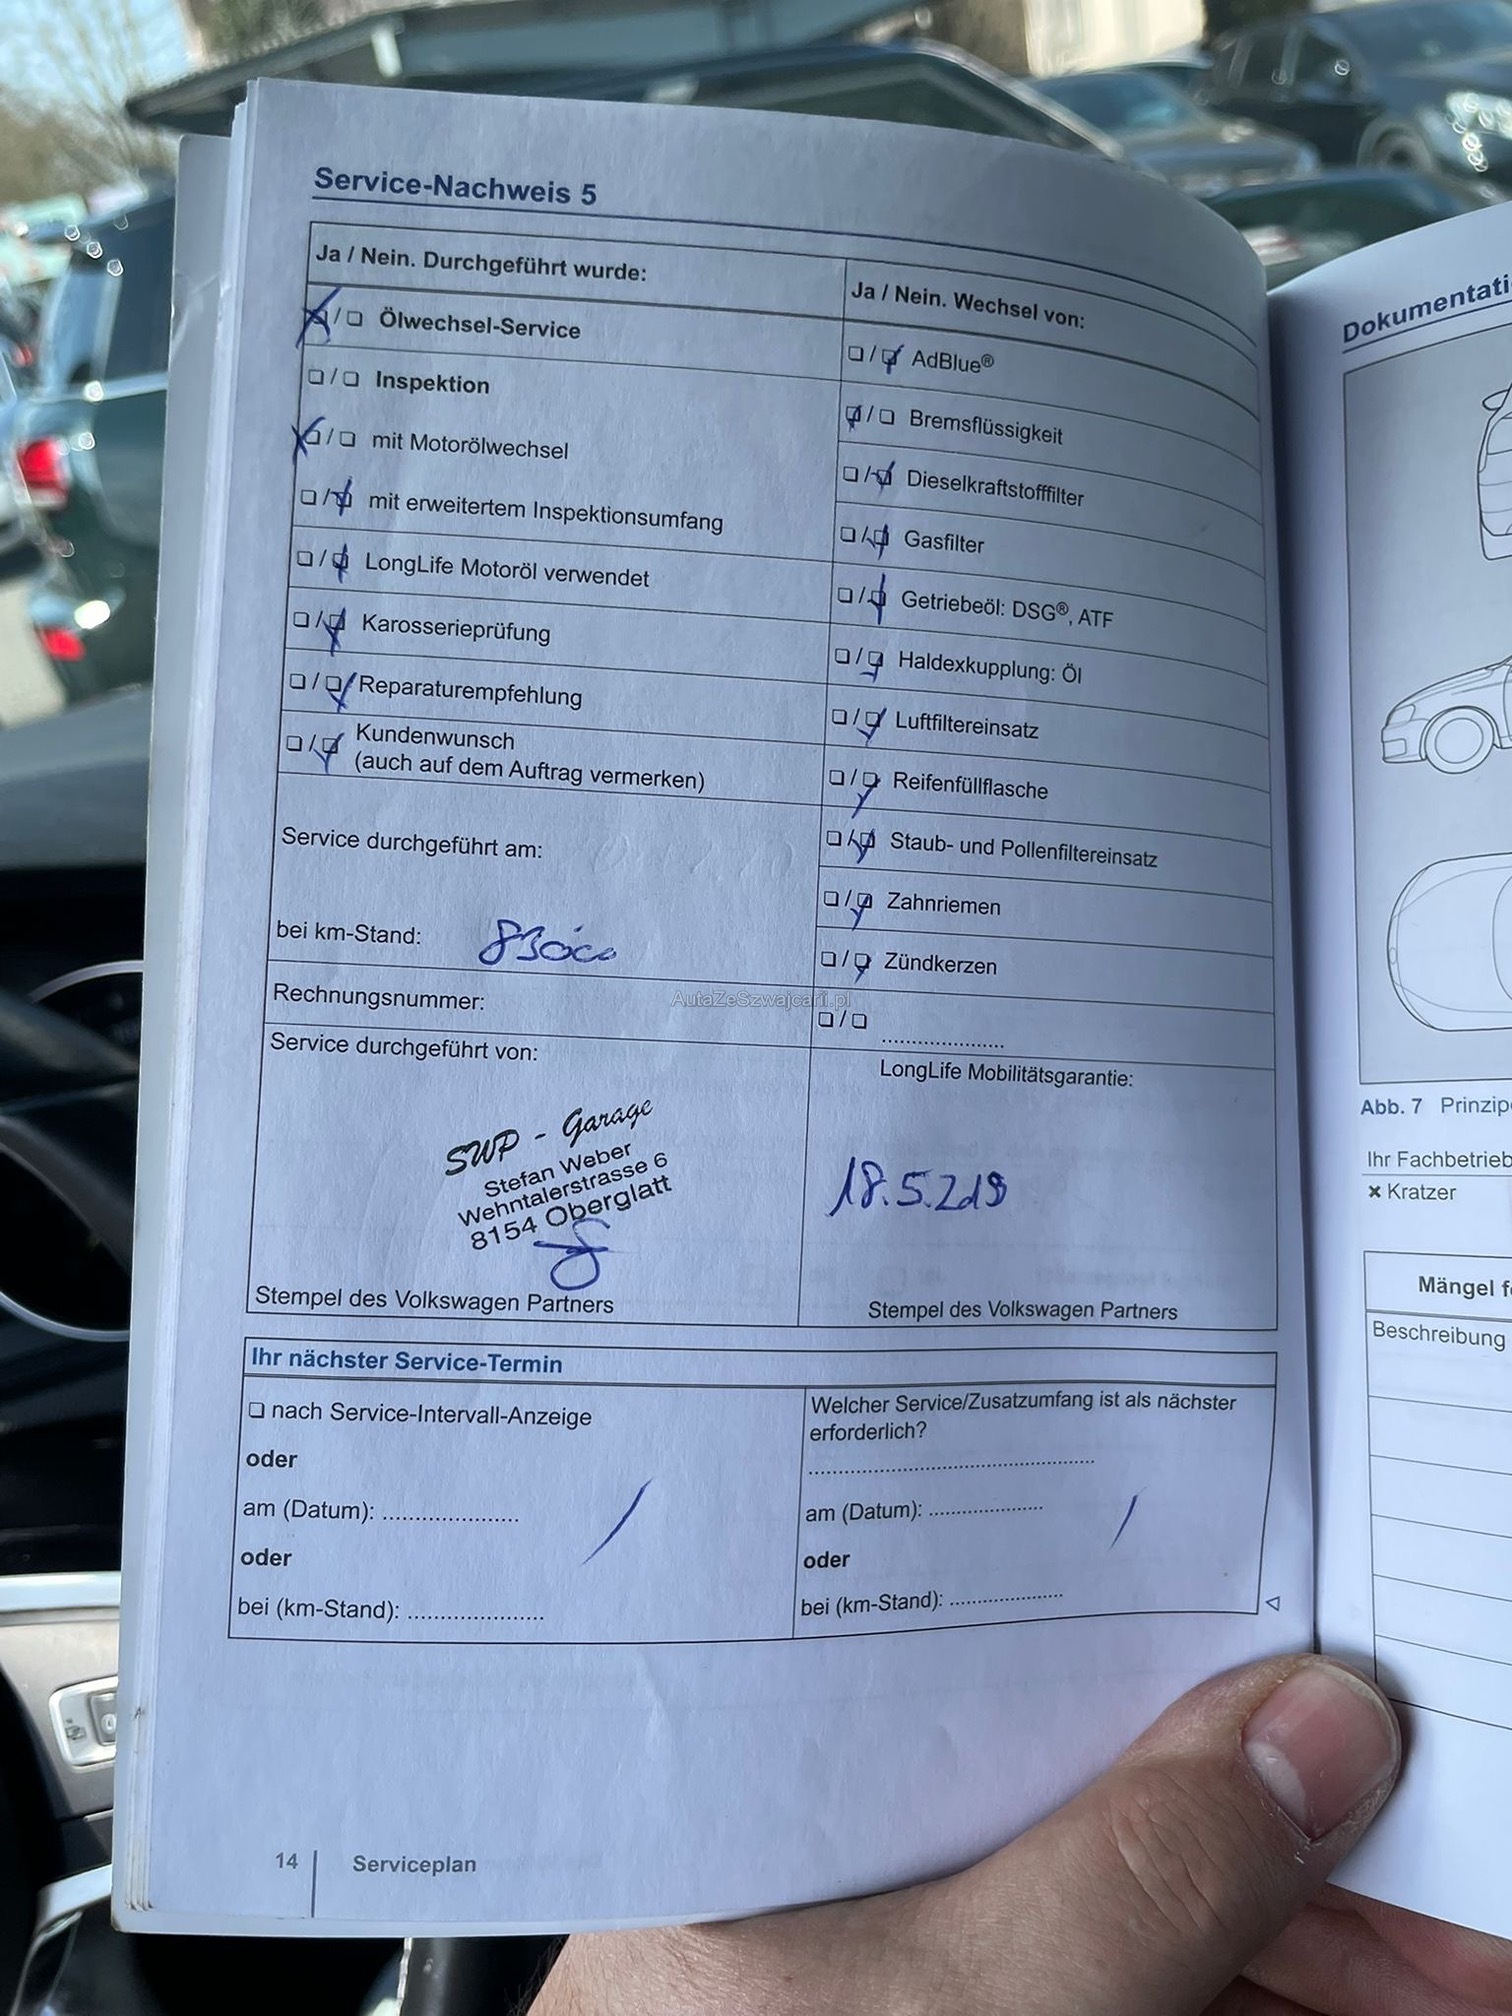 Service-Nachweis 5
Ja / Nein. Durchgeführt wurde:
❏ / ❏ Ölwechsel-Service
❏ / ❏ Inspektion
❏ / ❏ mit Motorölwechsel
❏ / ❏ mit erweitertem Inspektionsumfang
❏ / ❏ LongLife Motoröl verwendet
❏ / ❏ Karosserieprüfung
❏ / ❏ Reparaturempfehlung
❏ / ❏ Kundenwunsch
(auch auf dem Auftrag vermerken)
Service durchgeführt am:
bei km-Stand: 83000
Rechnungsnummer:
Service durchgeführt von:
SWP - Garage
Stefan Weber
Wehntalerstrasse 6
8154 Oberglatt
Stempel des Volkswagen Partners
Ja / Nein. Wechsel von:
❏ / ❏ AdBlue®
❏ / ❏ Bremsflüssigkeit
❏ / ❏ Dieselkraftstofffilter
❏ / ❏ Gasfilter
❏ / ❏ Getriebeöl: DSG®, ATF
❏ / ❏ Haldexkupplung: Öl
❏ / ❏ Luftfiltereinsatz
❏ / ❏ Reifenfüllflasche
❏ / ❏ Staub- und Pollenfiltereinsatz
❏ / ❏ Zahnriemen
❏ / ❏ Zündkerzen
❏ / ❏ .....................
LongLife Mobilitätsgarantie:
18.5.2019
Stempel des Volkswagen Partners
AutaZeSzwajcarii.pl
Ihr nächster Service-Termin
❏ nach Service-Intervall-Anzeige
oder
am (Datum): .....................
oder
bei (km-Stand): .....................
Welcher Service/Zusatzumfang ist als nächster
erforderlich?
am (Datum): .....................
oder
bei (km-Stand): .....................
14 Serviceplan
Dokumentati
Abb. 7 Prinzip
Ihr Fachbetrieb
× Kratzer
Mängel f
Beschreibung